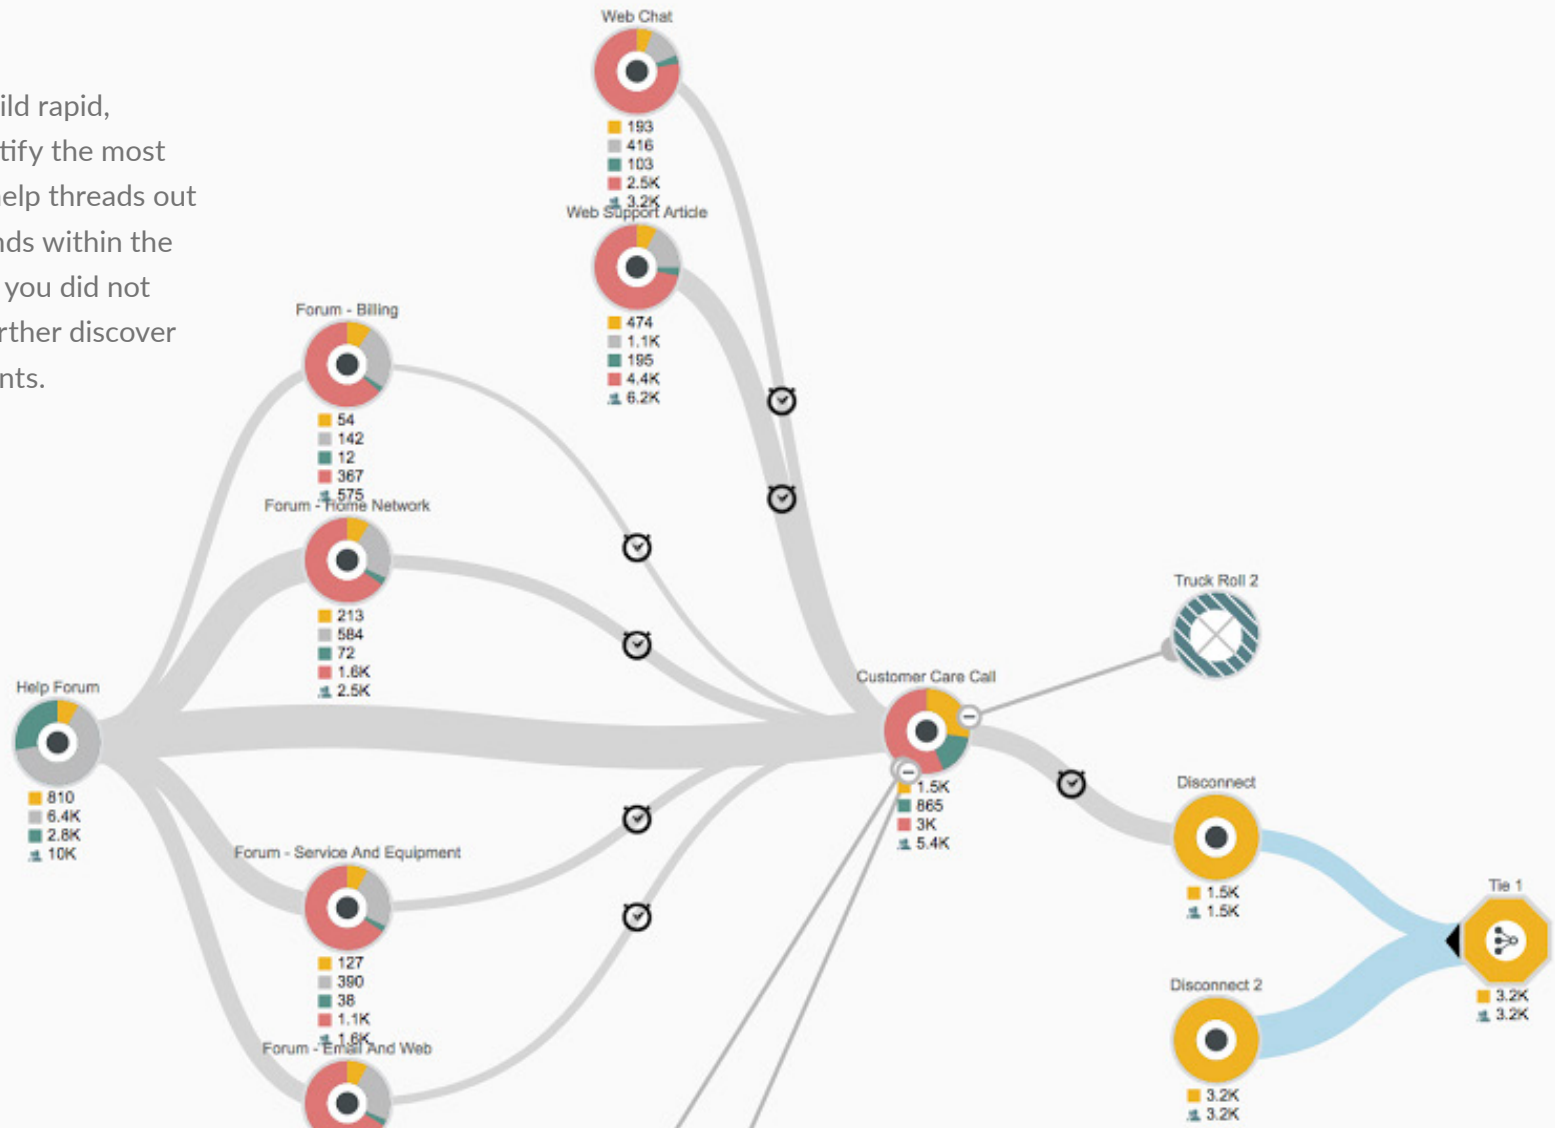 ild rapid,
tify the most
help threads out
nds within the
you did not
rther discover
nts.
Web Chat
193
416
103
2.5K
3.2K
Web Support Article
474
1.1K
195
4.4K
6.2K
Forum - Billing
54
142
12
367
575
Forum - Home Network
213
584
72
1.6K
2.5K
Help Forum
810
6.4K
2.8K
10K
Forum - Service And Equipment
127
390
38
1.1K
1.6K
Forum - Email And Web
Customer Care Call
1.5K
865
3K
5.4K
Truck Roll 2
Disconnect
1.5K
1.5K
Disconnect 2
3.2K
3.2K
Tie 1
3.2K
3.2K